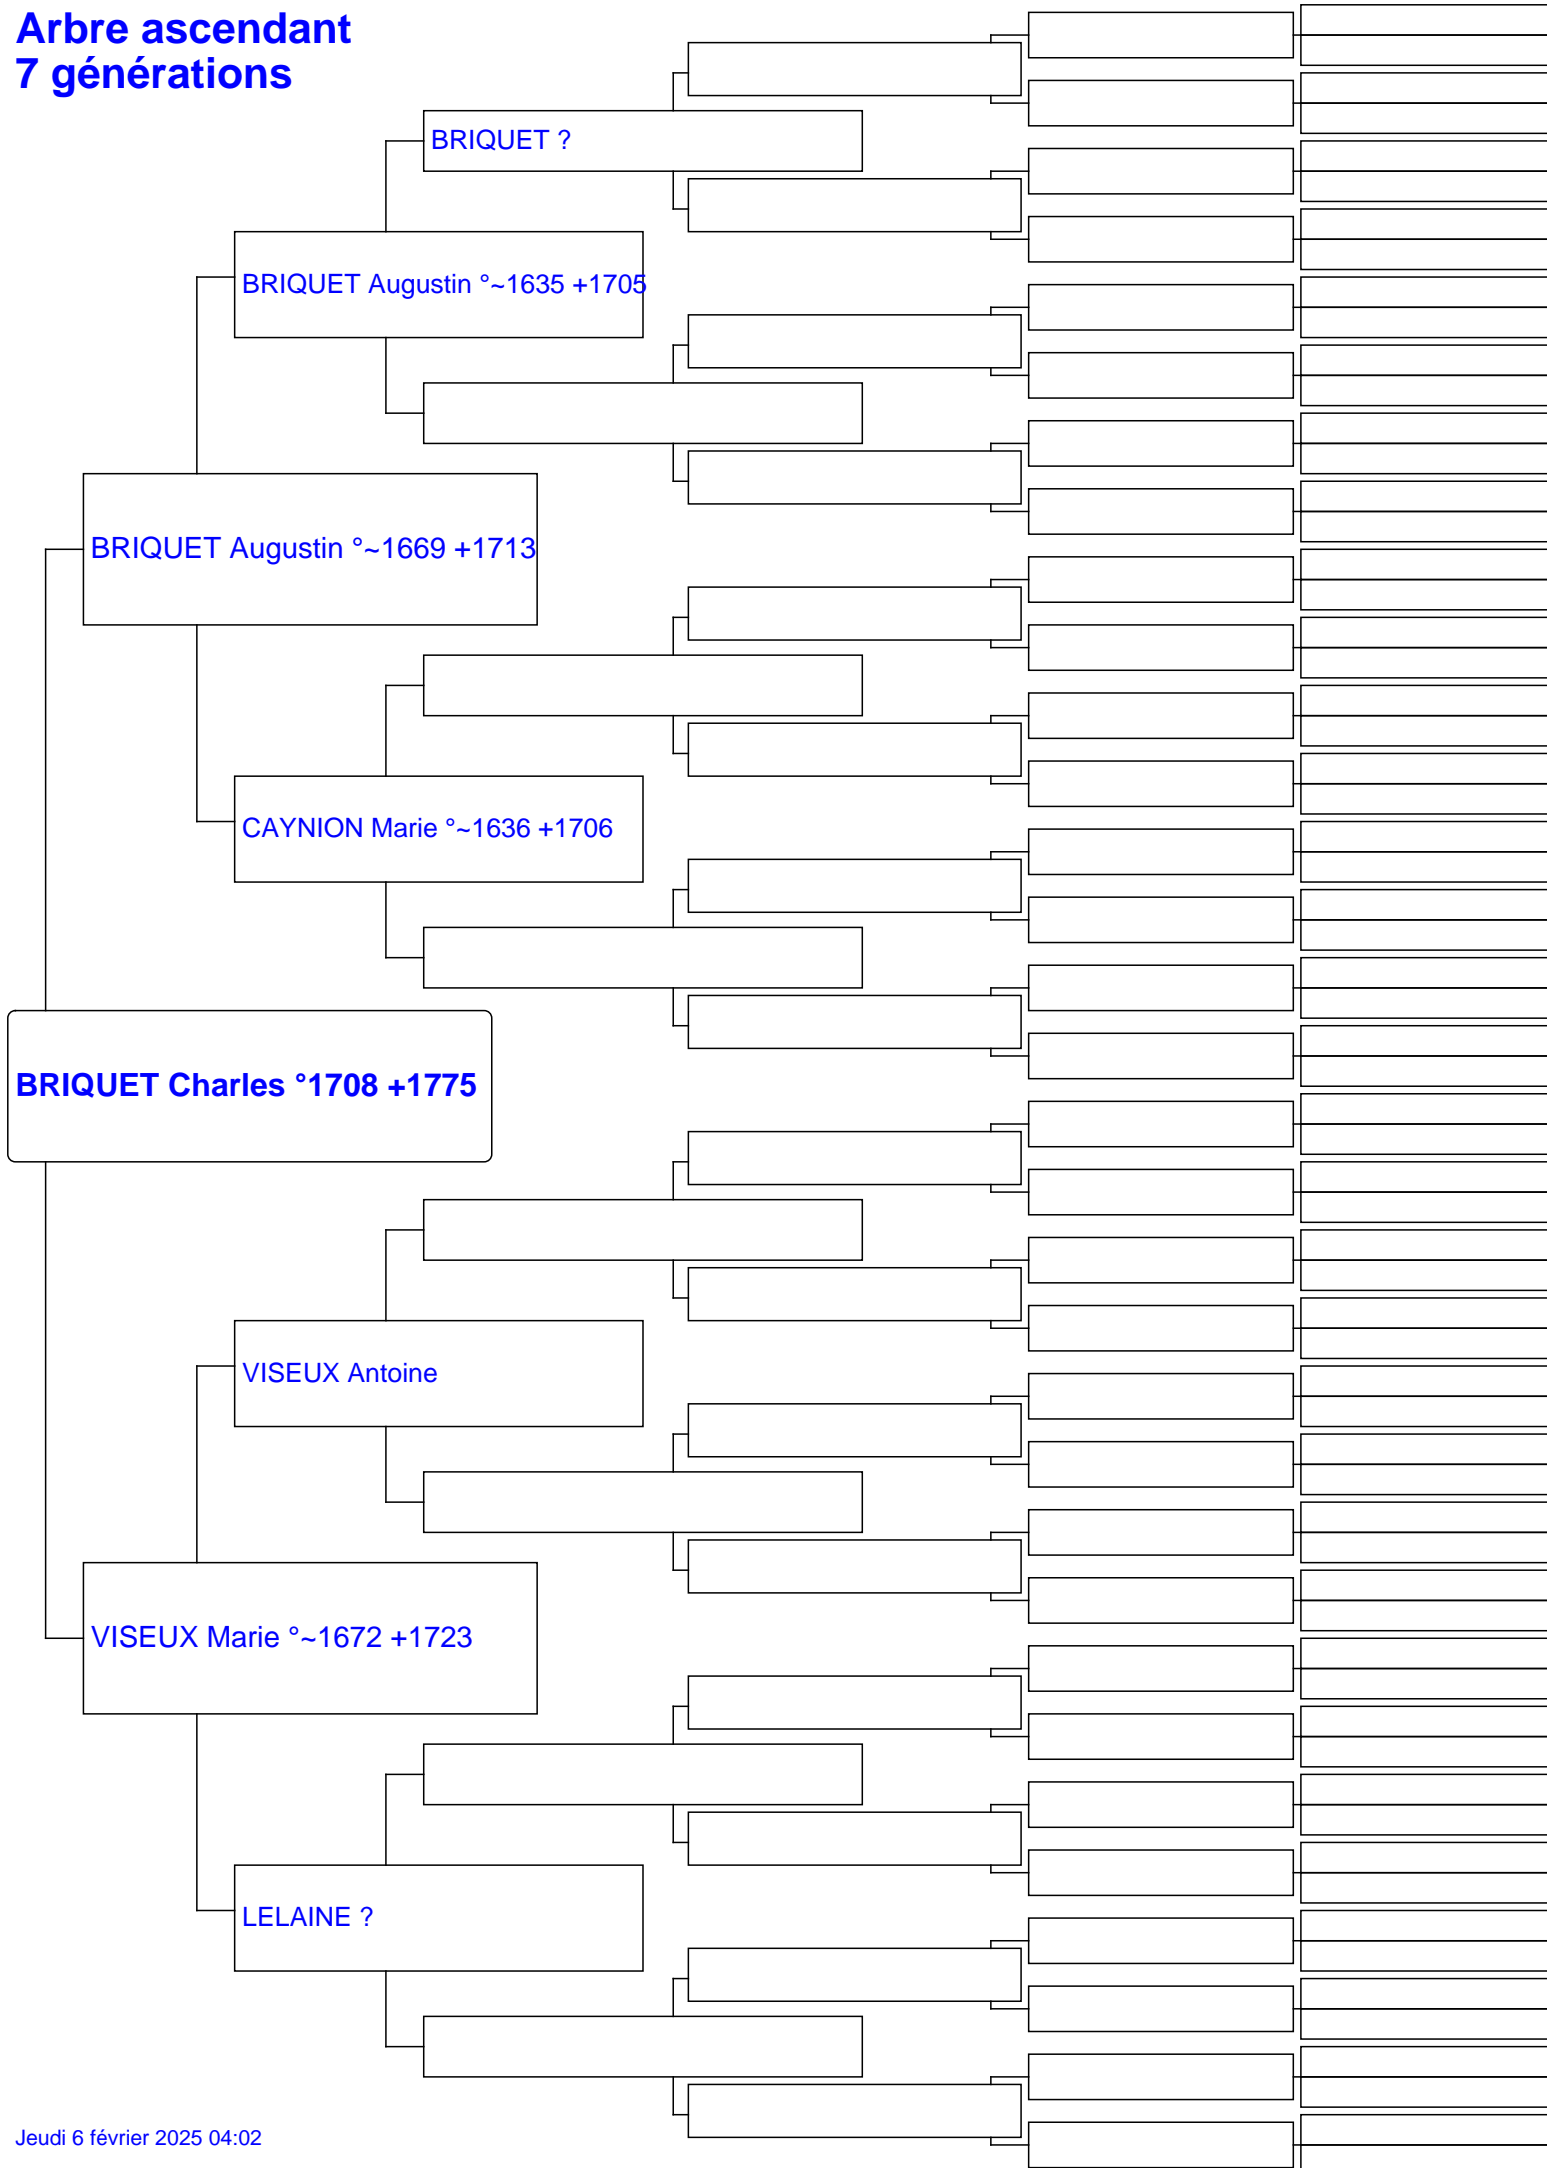 Arbre ascendant
7 générations
BRIQUET ?
BRIQUET Augustin °~1635 +1705
BRIQUET Augustin °~1669 +1713
CAYNION Marie °~1636 +1706
BRIQUET Charles °1708 +1775
VISEUX Antoine
VISEUX Marie °~1672 +1723
LELAINE ?
Jeudi 6 février 2025 04:02